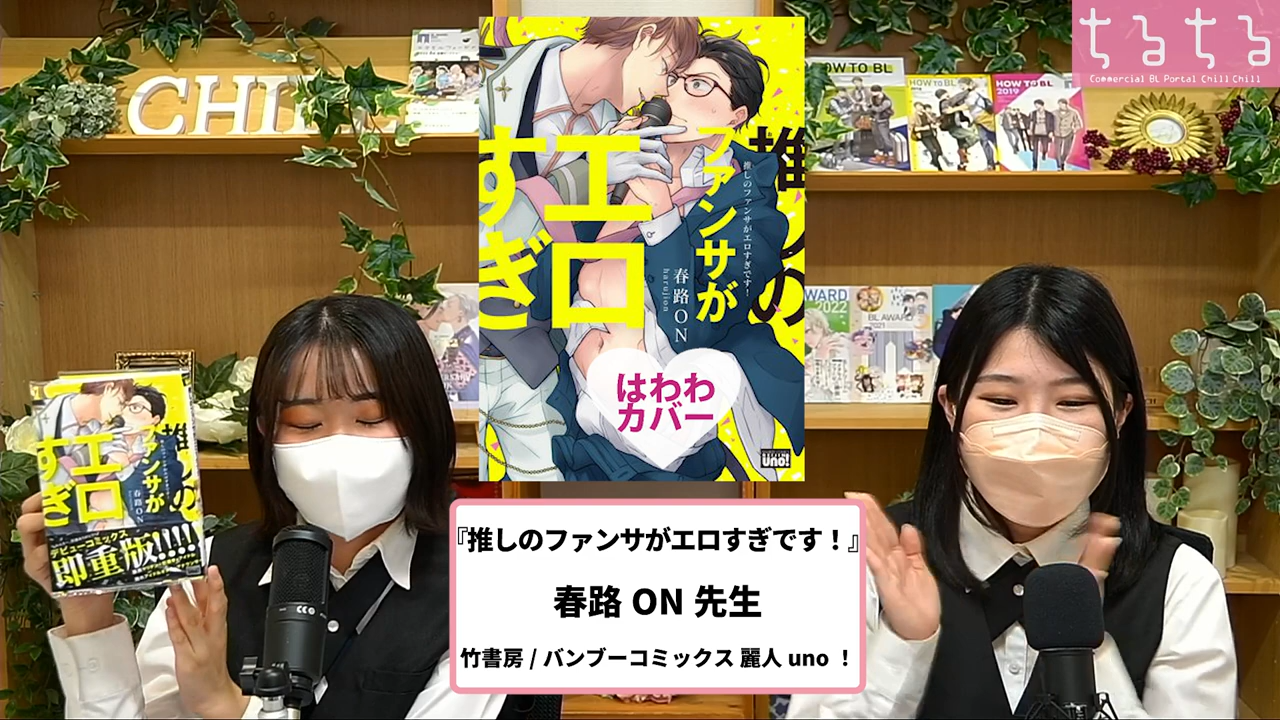 ちるちる
Commercial BL Portal Chill Chill
CHI
HOW TO BL
HOW TO BL
HOW TO BL
2019
推しの
ファンサが
エロ
すぎ
推しのファンサがエロすぎです！
春路ON
harujion
はわわ
カバー
Uno!
AWARD
2022
BL AWARD
2021
推しの
ファンサが
エロ
すぎ
春路ON
デビューコミックス
即重版!!!!
『推しのファンサがエロすぎです！』
春路 ON 先生
竹書房 / バンブーコミックス 麗人 uno ！